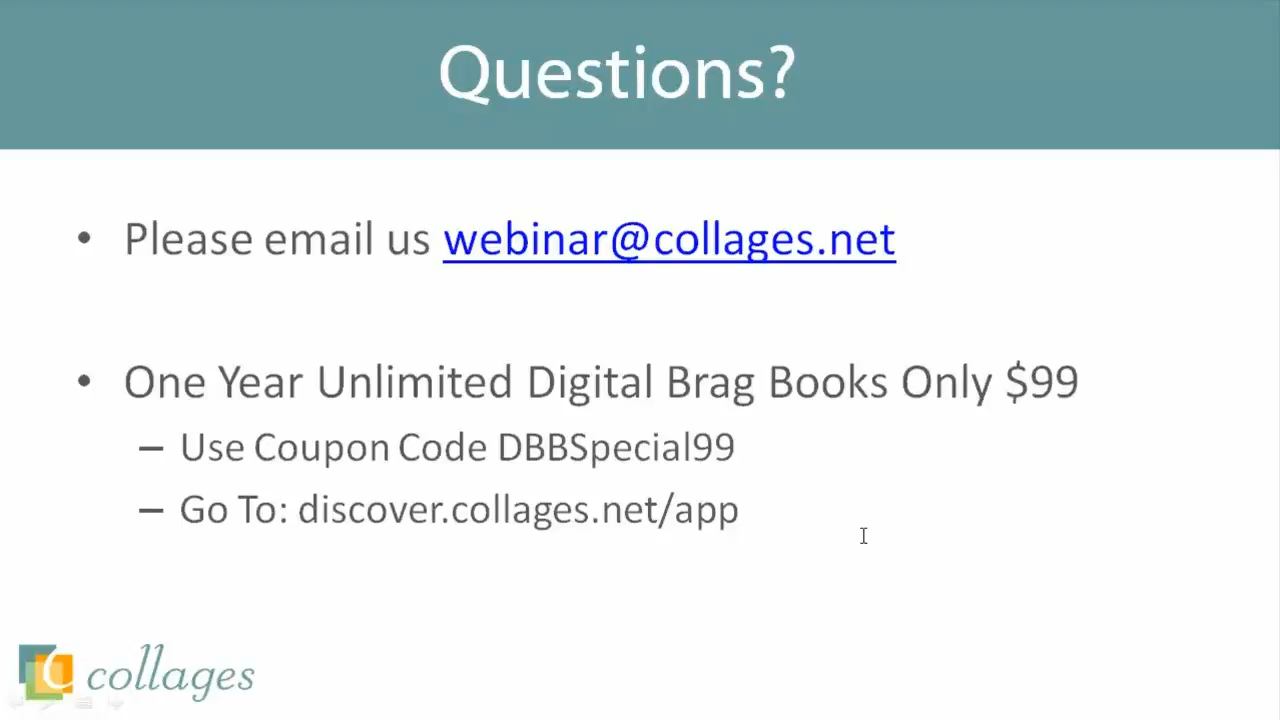 Questions?
• Please email us webinar@collages.net
• One Year Unlimited Digital Brag Books Only $99
– Use Coupon Code DBBSpecial99
– Go To: discover.collages.net/app
collages